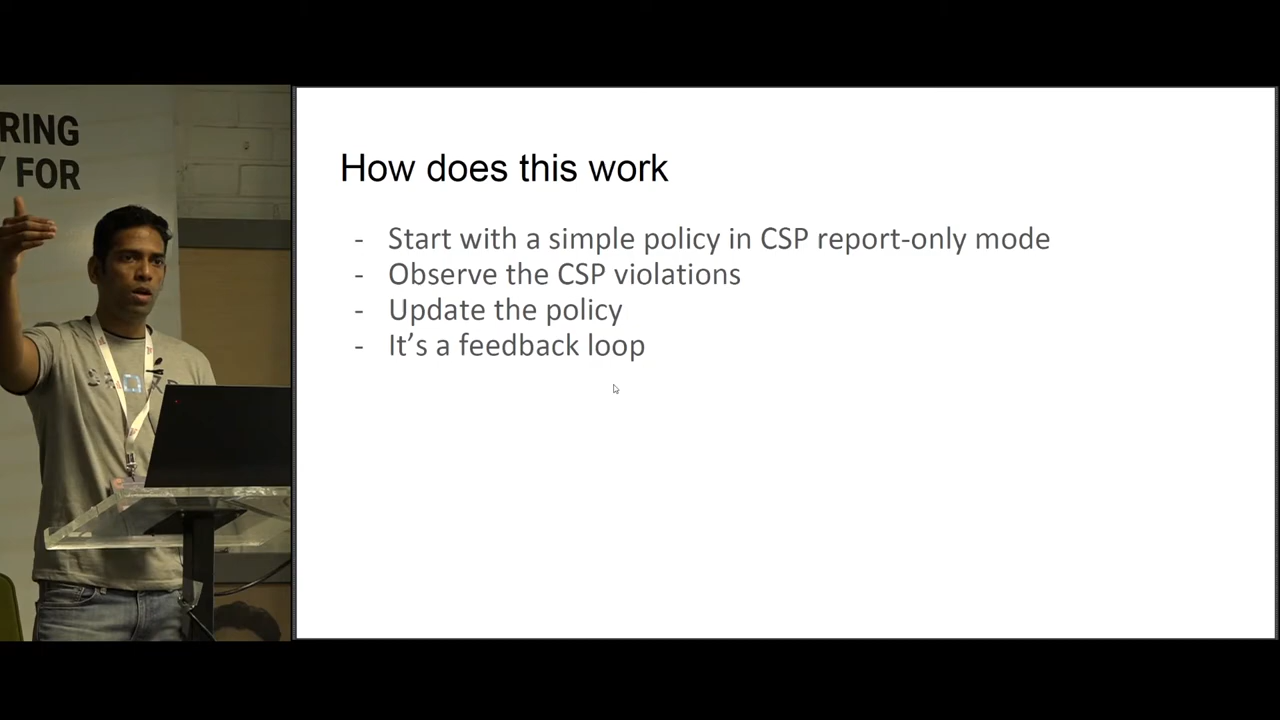 RING
Y FOR
How does this work
- Start with a simple policy in CSP report-only mode
- Observe the CSP violations
- Update the policy
- It’s a feedback loop